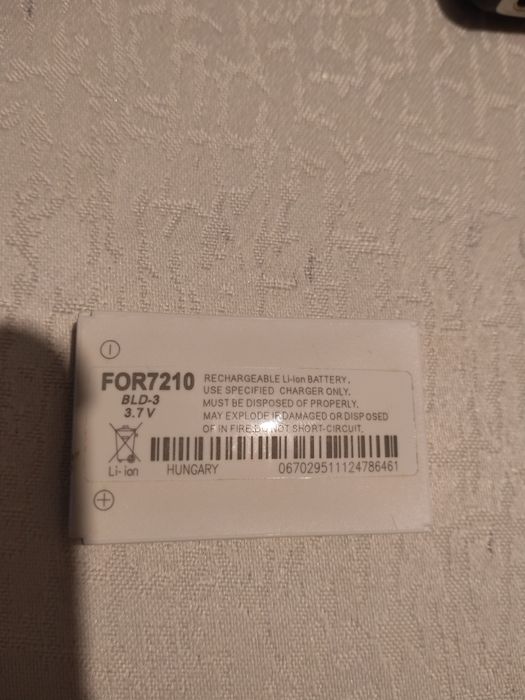 FOR7210
BLD-3
3.7 V
RECHARGEABLE Li-Ion BATTERY.
USE SPECIFIED CHARGER ONLY.
MUST BE DISPOSED OF PROPERLY.
MAY EXPLODE IF DAMAGED OR DISPOSED
OF IN FIRE.DO NOT SHORT-CIRCUIT.
Li-ion
HUNGARY 067029511124786461